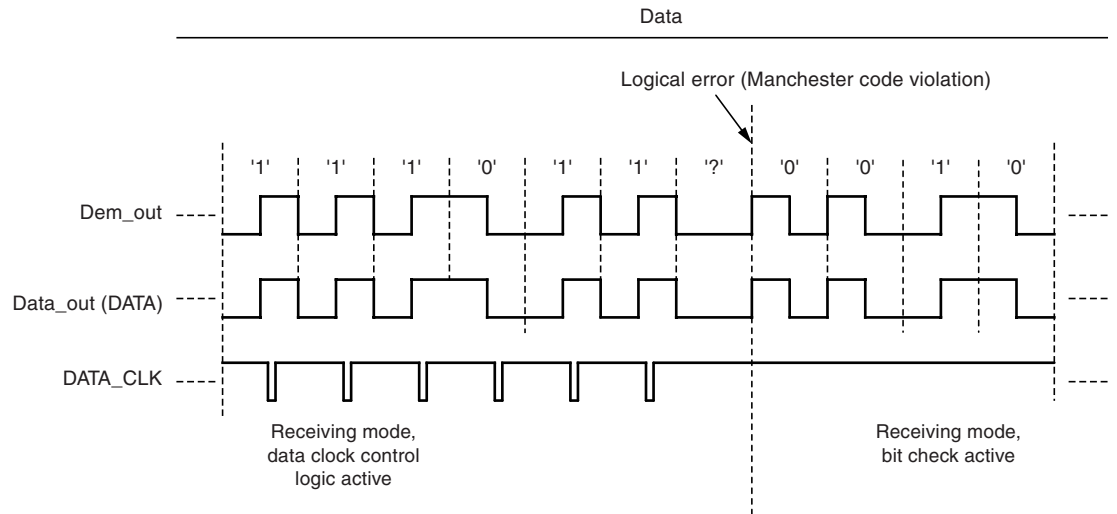 Data
Logical error (Manchester code violation)
'1' '1' '1' '0' '1' '1' '?' '0' '0' '1' '0'
Dem_out
Data_out (DATA)
DATA_CLK
Receiving mode,
data clock control
logic active
Receiving mode,
bit check active